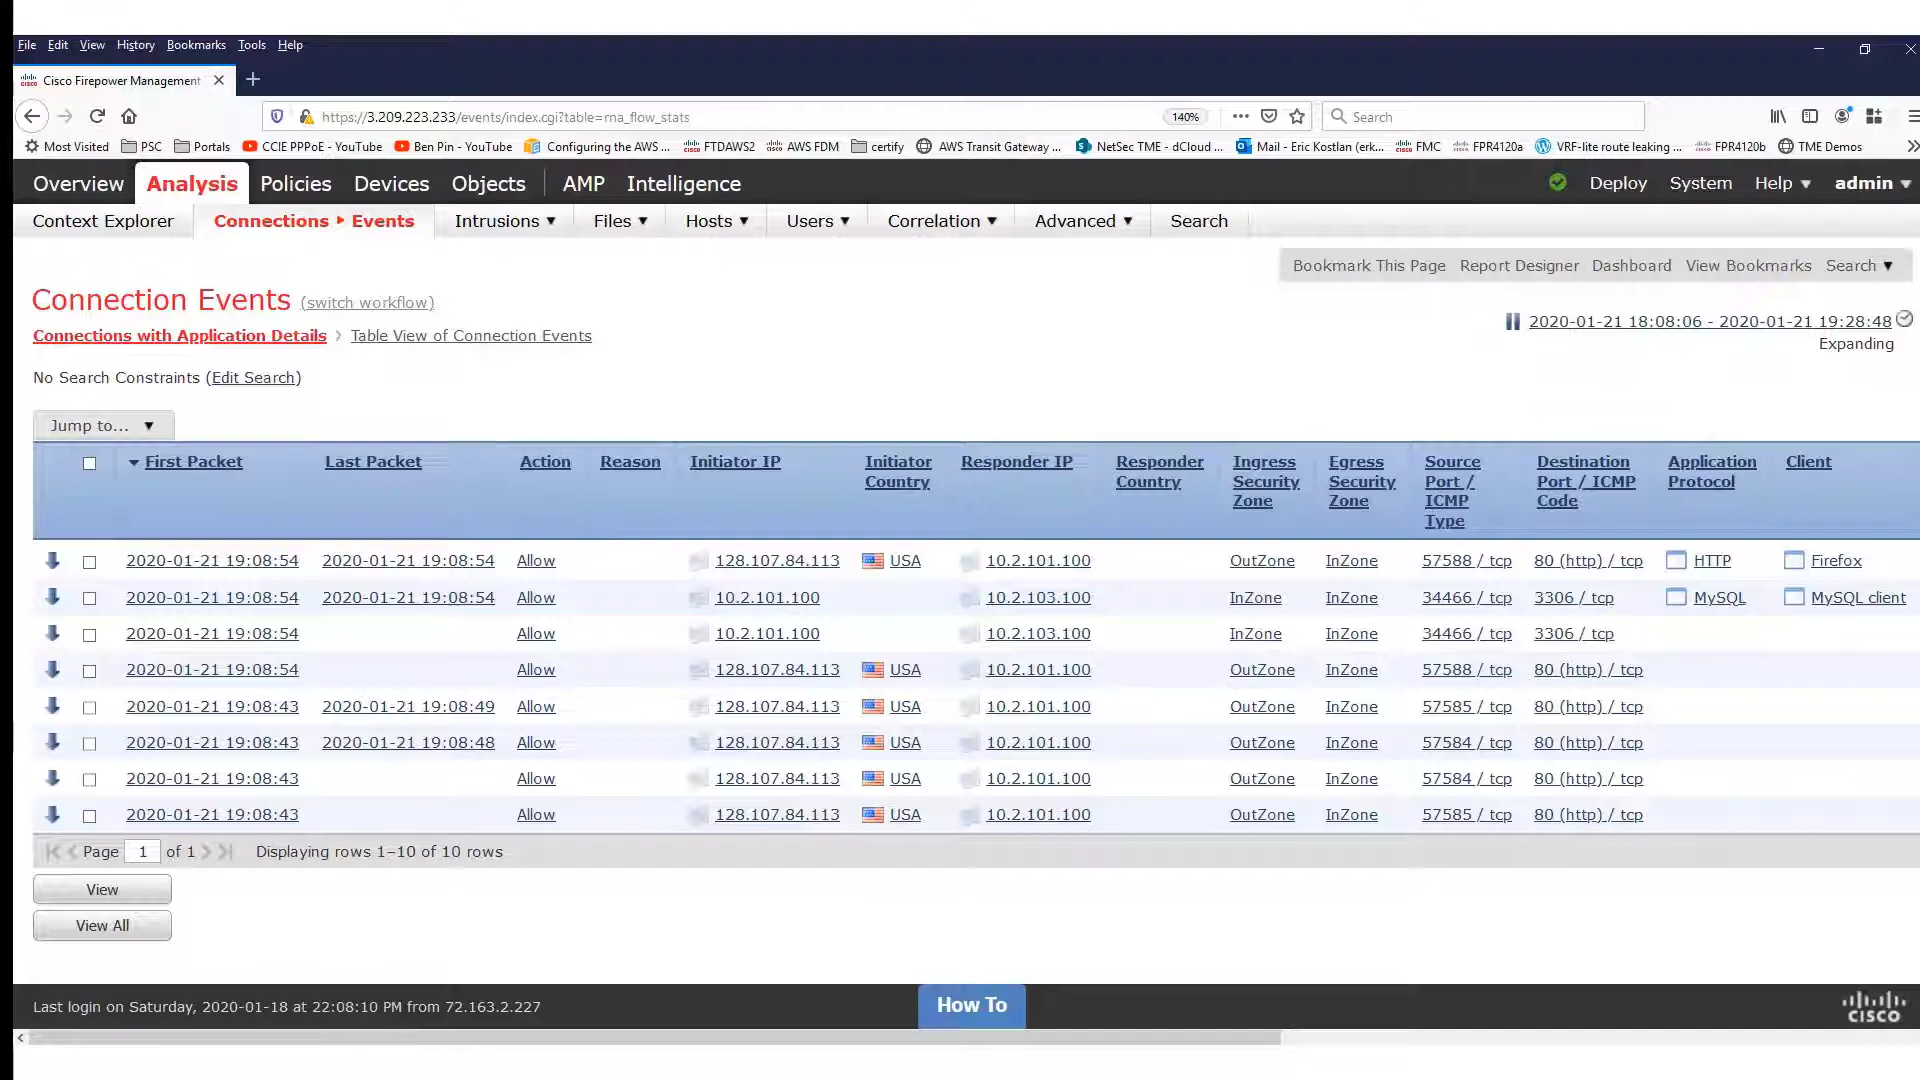 File Edit View History Bookmarks Tools Help
Cisco Firepower Management
https://3.209.223.233/events/index.cgi?table=rna_flow_stats 140% Search
Most Visited PSC Portals CCIE PPPoE - YouTube Ben Pin - YouTube Configuring the AWS ... FTDAWS2 AWS FDM certify AWS Transit Gateway ... NetSec TME - dCloud ... Mail - Eric Kostlan (erk... FMC FPR4120a VRF-lite route leaking ... FPR4120b TME Demos
Overview Analysis Policies Devices Objects AMP Intelligence Deploy System Help admin
Context Explorer Connections Events Intrusions Files Hosts Users Correlation Advanced Search
Bookmark This Page Report Designer Dashboard View Bookmarks Search
Connection Events (switch workflow)
2020-01-21 18:08:06 - 2020-01-21 19:28:48
Connections with Application Details > Table View of Connection Events
Expanding
No Search Constraints (Edit Search)
Jump to...
First Packet Last Packet Action Reason Initiator IP Initiator Country Responder IP Responder Country Ingress Security Zone Egress Security Zone Source Port / ICMP Type Destination Port / ICMP Code Application Protocol Client
2020-01-21 19:08:54 2020-01-21 19:08:54 Allow 128.107.84.113 USA 10.2.101.100 OutZone InZone 57588 / tcp 80 (http) / tcp HTTP Firefox
2020-01-21 19:08:54 2020-01-21 19:08:54 Allow 10.2.101.100 10.2.103.100 InZone InZone 34466 / tcp 3306 / tcp MySQL MySQL client
2020-01-21 19:08:54 Allow 10.2.101.100 10.2.103.100 InZone InZone 34466 / tcp 3306 / tcp
2020-01-21 19:08:54 Allow 128.107.84.113 USA 10.2.101.100 OutZone InZone 57588 / tcp 80 (http) / tcp
2020-01-21 19:08:43 2020-01-21 19:08:49 Allow 128.107.84.113 USA 10.2.101.100 OutZone InZone 57585 / tcp 80 (http) / tcp
2020-01-21 19:08:43 2020-01-21 19:08:48 Allow 128.107.84.113 USA 10.2.101.100 OutZone InZone 57584 / tcp 80 (http) / tcp
2020-01-21 19:08:43 Allow 128.107.84.113 USA 10.2.101.100 OutZone InZone 57584 / tcp 80 (http) / tcp
2020-01-21 19:08:43 Allow 128.107.84.113 USA 10.2.101.100 OutZone InZone 57585 / tcp 80 (http) / tcp
Page 1 of 1 Displaying rows 1–10 of 10 rows
View
View All
Last login on Saturday, 2020-01-18 at 22:08:10 PM from 72.163.2.227 How To CISCO